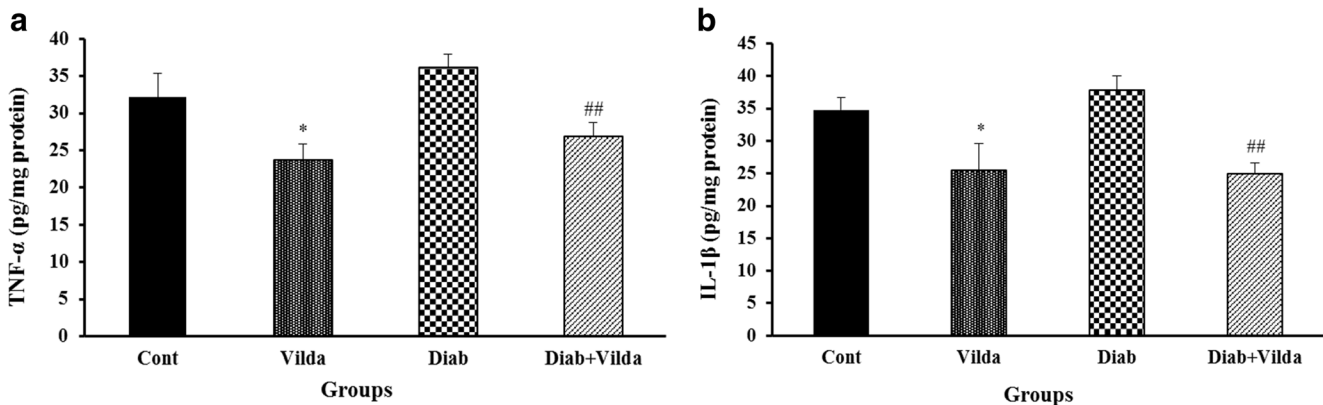 a
TNF-α (pg/mg protein)
40
35
30
25
20
15
10
5
0
*
##
Cont Vilda Diab Diab+Vilda
Groups
b
IL-1β (pg/mg protein)
45
40
35
30
25
20
15
10
5
0
*
##
Cont Vilda Diab Diab+Vilda
Groups